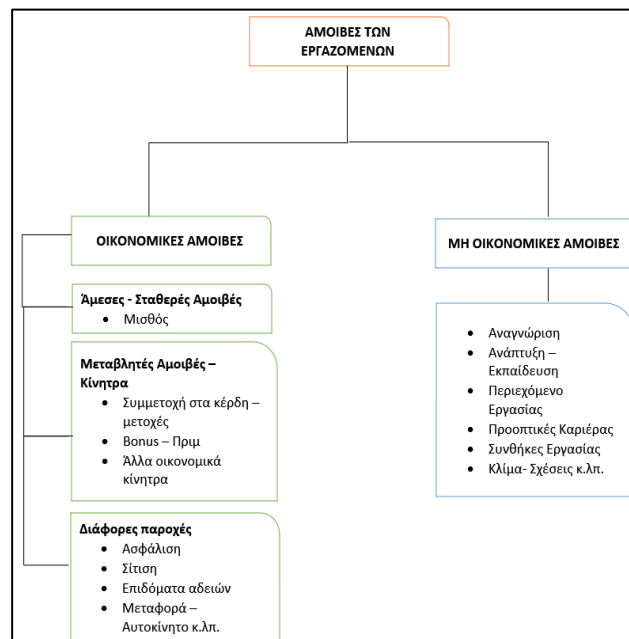 ΑΜΟΙΒΕΣ ΤΩΝ
ΕΡΓΑΖΟΜΕΝΩΝ
ΟΙΚΟΝΟΜΙΚΕΣ ΑΜΟΙΒΕΣ
Άμεσες - Σταθερές Αμοιβές
• Μισθός
Μεταβλητές Αμοιβές –
Κίνητρα
• Συμμετοχή στα κέρδη –
μετοχές
• Bonus – Πριμ
• Άλλα οικονομικά
κίνητρα
Διάφορες παροχές
• Ασφάλιση
• Σίτιση
• Επιδόματα αδειών
• Μεταφορά –
Αυτοκίνητο κ.λπ.
ΜΗ ΟΙΚΟΝΟΜΙΚΕΣ ΑΜΟΙΒΕΣ
• Αναγνώριση
• Ανάπτυξη –
Εκπαίδευση
• Περιεχόμενο
Εργασίας
• Προοπτικές Καριέρας
• Συνθήκες Εργασίας
• Κλίμα- Σχέσεις κ.λπ.